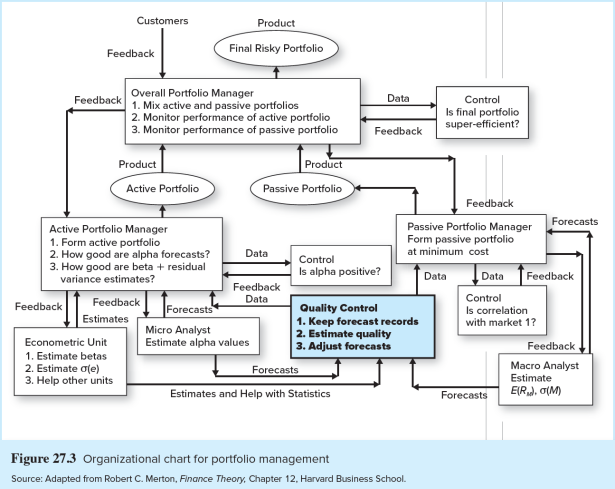 Customers
Product
Feedback
Final Risky Portfolio
Feedback
Overall Portfolio Manager
1. Mix active and passive portfolios
2. Monitor performance of active portfolio
3. Monitor performance of passive portfolio
Data
Feedback
Control
Is final portfolio
super-efficient?
Product
Product
Active Portfolio
Passive Portfolio
Feedback
Active Portfolio Manager
1. Form active portfolio
2. How good are alpha forecasts?
3. How good are beta + residual
variance estimates?
Data
Feedback
Data
Control
Is alpha positive?
Passive Portfolio Manager
Form passive portfolio
at minimum cost
Forecasts
Data
Data
Feedback
Control
Is correlation
with market 1?
Feedback
Estimates
Feedback
Forecasts
Econometric Unit
1. Estimate betas
2. Estimate σ(e)
3. Help other units
Micro Analyst
Estimate alpha values
Quality Control
1. Keep forecast records
2. Estimate quality
3. Adjust forecasts
Feedback
Macro Analyst
Estimate
E(R_M), σ(M)
Forecasts
Estimates and Help with Statistics
Forecasts
Figure 27.3 Organizational chart for portfolio management
Source: Adapted from Robert C. Merton, Finance Theory, Chapter 12, Harvard Business School.